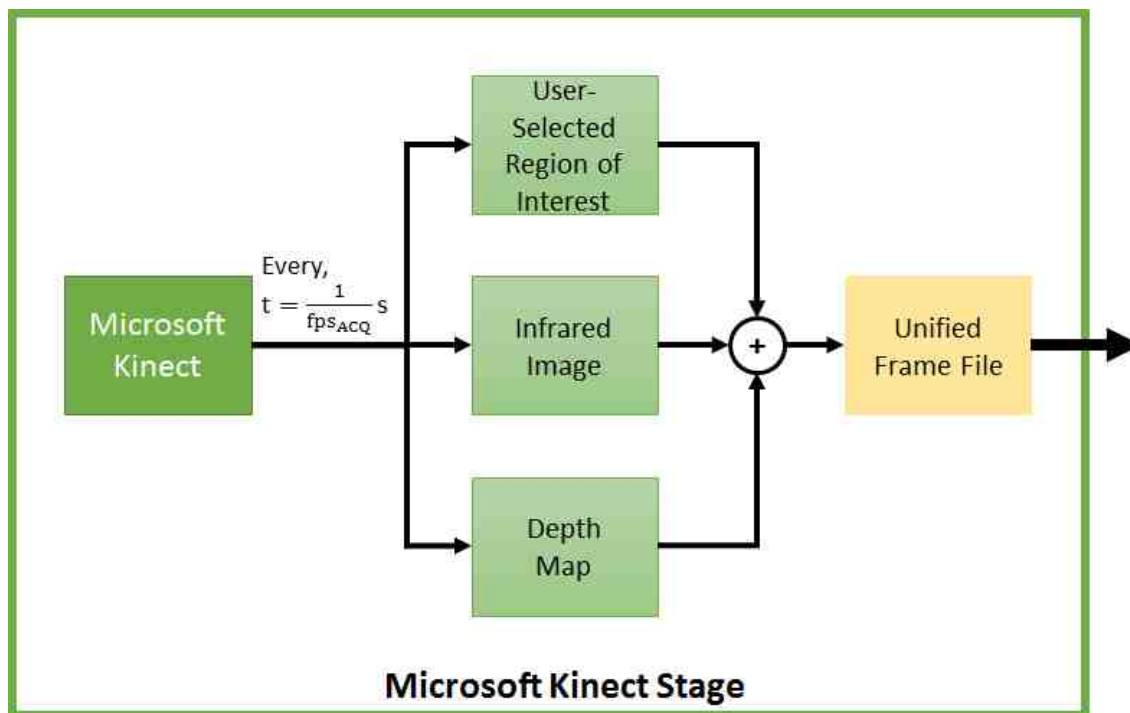 User-
Selected
Region of
Interest
Every,
t = 1/fps_ACQ s
Microsoft
Kinect
Infrared
Image
+
Unified
Frame File
Depth
Map
Microsoft Kinect Stage